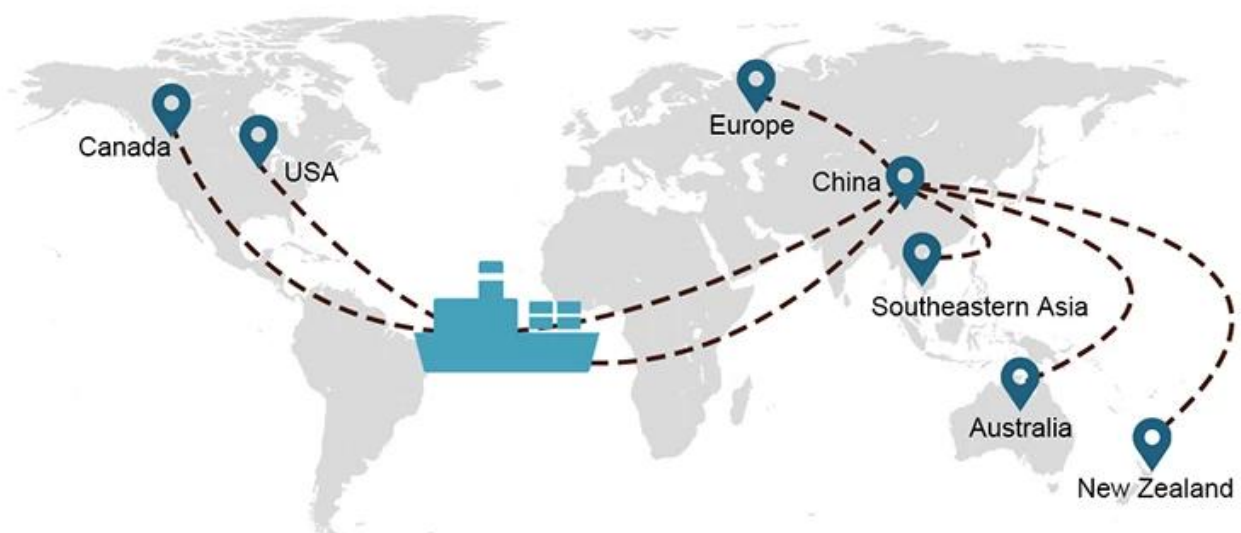 Europe
Canada
USA
China
Southeastern Asia
Australia
New Zealand